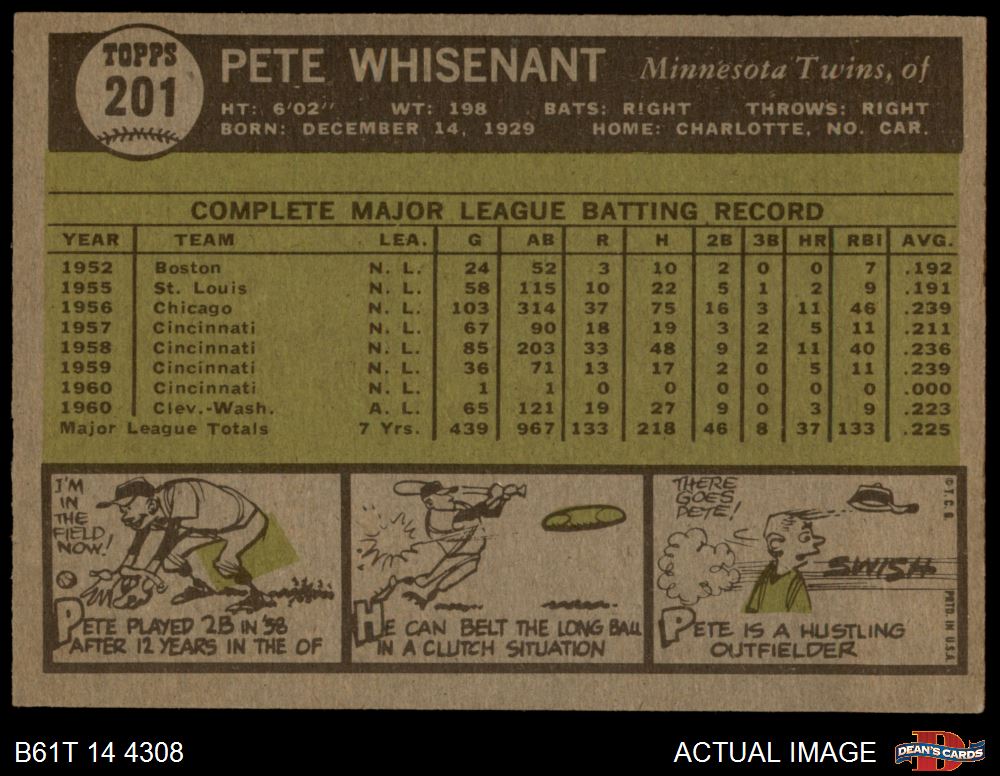 TOPPS
201
PETE WHISENANT Minnesota Twins, of
HT: 6'02" WT: 198 BATS: RIGHT THROWS: RIGHT
BORN: DECEMBER 14, 1929 HOME: CHARLOTTE, NO. CAR.
COMPLETE MAJOR LEAGUE BATTING RECORD
YEAR TEAM LEA. G AB R H 2B 3B HR RBI AVG.
1952 Boston N. L. 24 52 3 10 2 0 0 7 .192
1955 St. Louis N. L. 58 115 10 22 5 1 2 9 .191
1956 Chicago N. L. 103 314 37 75 16 3 11 46 .239
1957 Cincinnati N. L. 67 90 18 19 3 2 5 11 .211
1958 Cincinnati N. L. 85 203 33 48 9 2 11 40 .236
1959 Cincinnati N. L. 36 71 13 17 2 0 5 11 .239
1960 Cincinnati N. L. 1 1 0 0 0 0 0 0 .000
1960 Clev.-Wash. A. L. 65 121 19 27 9 0 3 9 .223
Major League Totals 7 Yrs. 439 967 133 218 46 8 37 133 .225
I'M
IN
THE
FIELD
NOW!
PETE PLAYED 2B IN '58
AFTER 12 YEARS IN THE OF
HE CAN BELT THE LONG BALL
IN A CLUTCH SITUATION
THERE
GOES
PETE!
SWISH
PETE IS A HUSTLING
OUTFIELDER
© T. C. G.
PRTD. IN U.S.A.
B61T 14 4308
ACTUAL IMAGE
D
DEAN'S CARDS